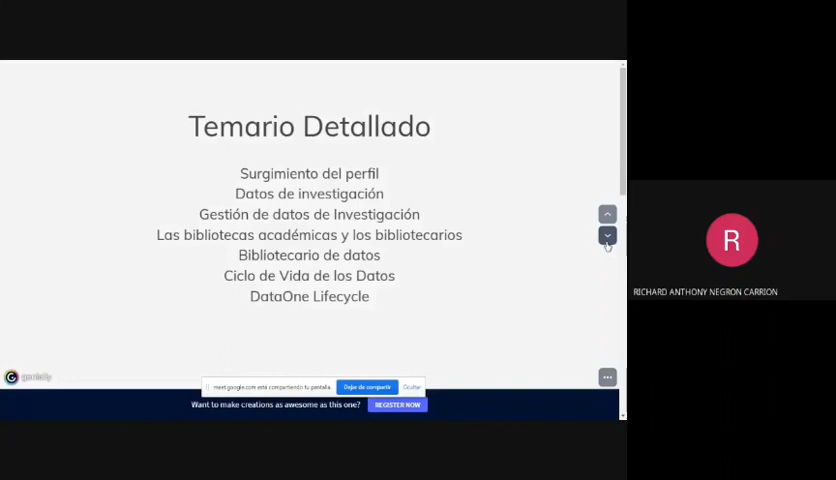 Temario Detallado
Surgimiento del perfil
Datos de investigación
Gestión de datos de Investigación
Las bibliotecas académicas y los bibliotecarios
Bibliotecario de datos
Ciclo de Vida de los Datos
DataOne Lifecycle
R
RICHARD ANTHONY NEGRON CARRION
genially
meet.google.com está compartiendo tu pantalla.
Dejar de compartir
Ocultar
Want to make creations as awesome as this one?
REGISTER NOW